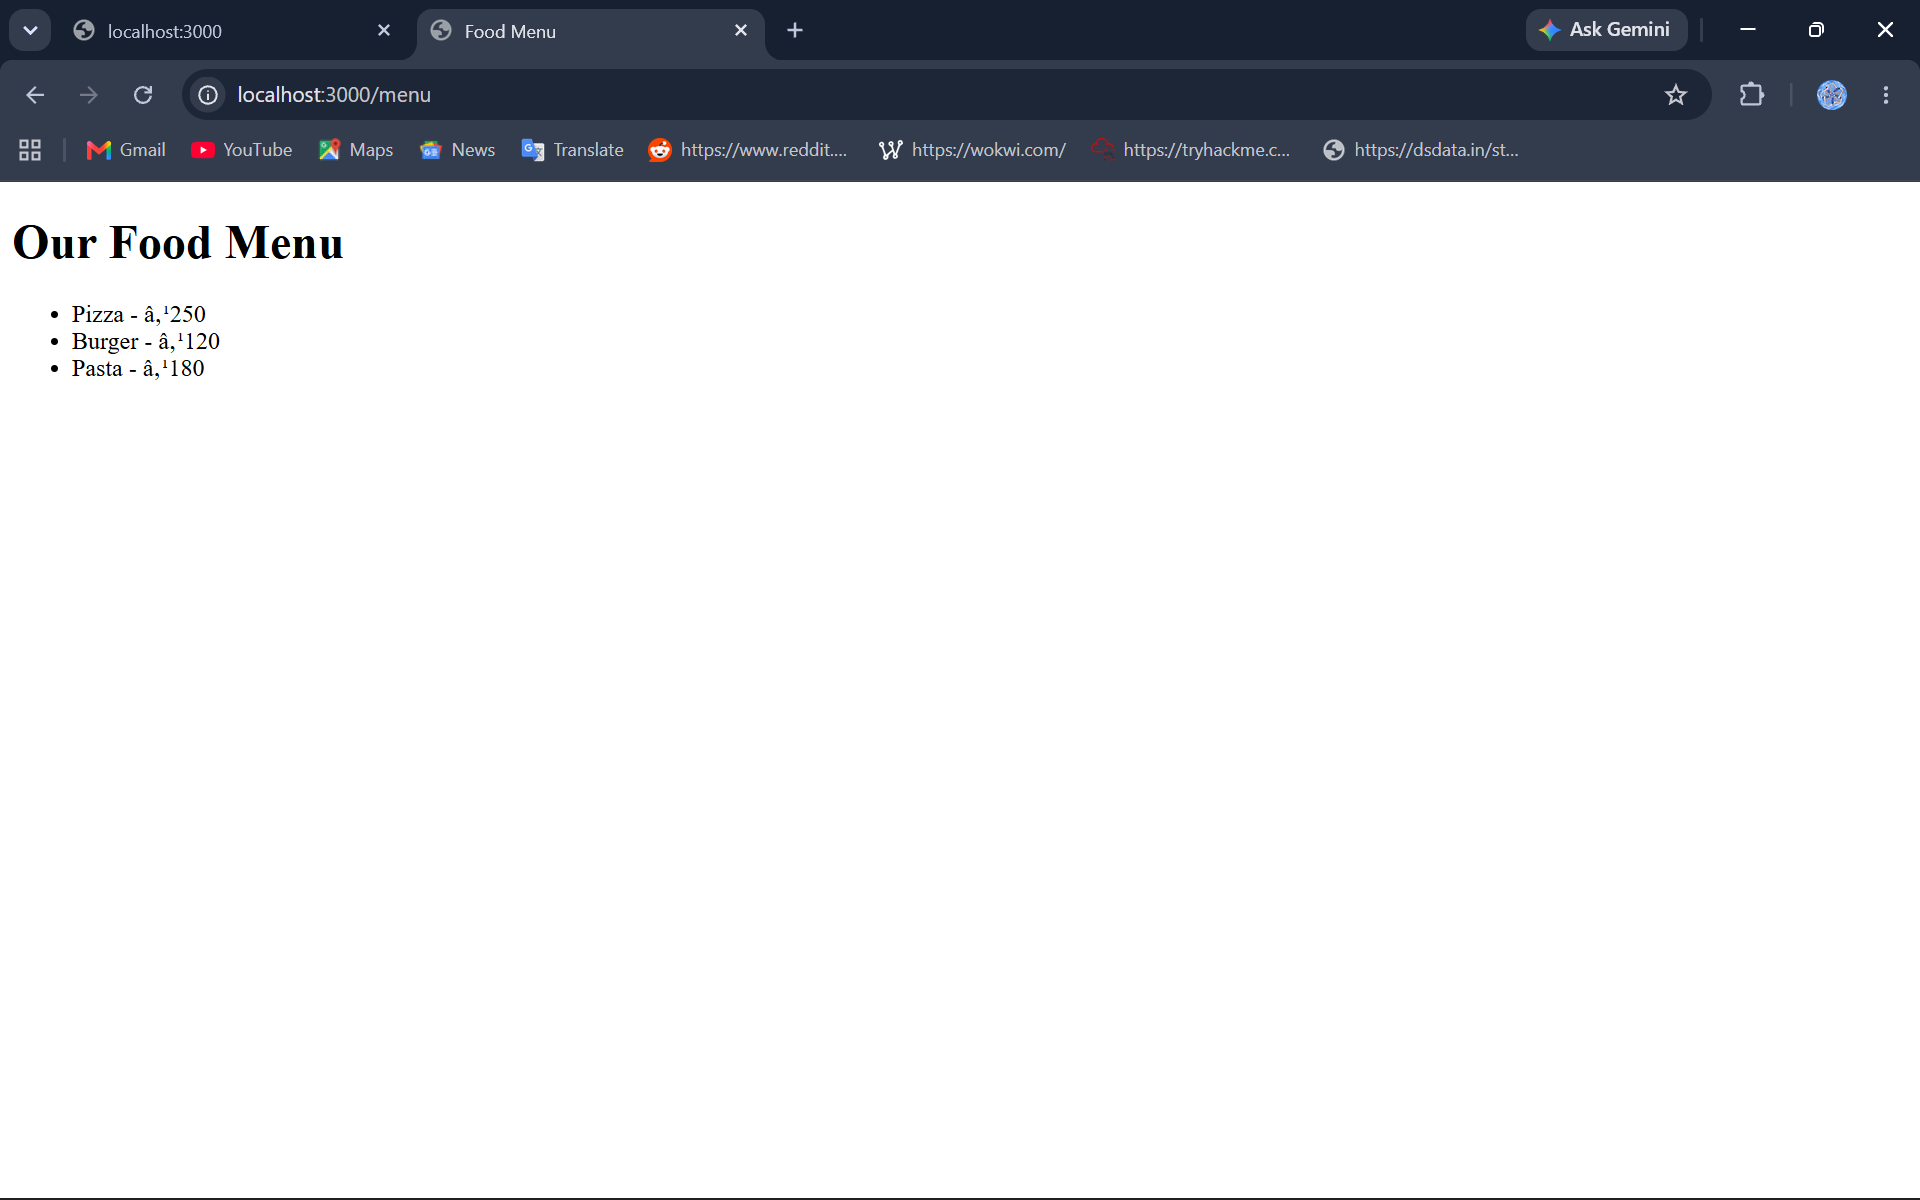 localhost:3000
Food Menu
Ask Gemini
localhost:3000/menu
Gmail
YouTube
Maps
News
Translate
https://www.reddit....
https://wokwi.com/
https://tryhackme.c...
https://dsdata.in/st...
Our Food Menu
• Pizza - â‚¹250
• Burger - â‚¹120
• Pasta - â‚¹180